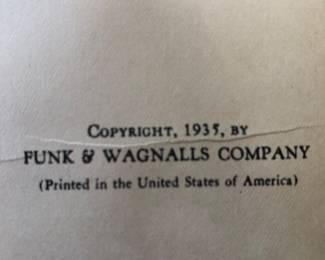 COPYRIGHT, 1935, BY
FUNK & WAGNALLS COMPANY
(Printed in the United States of America)